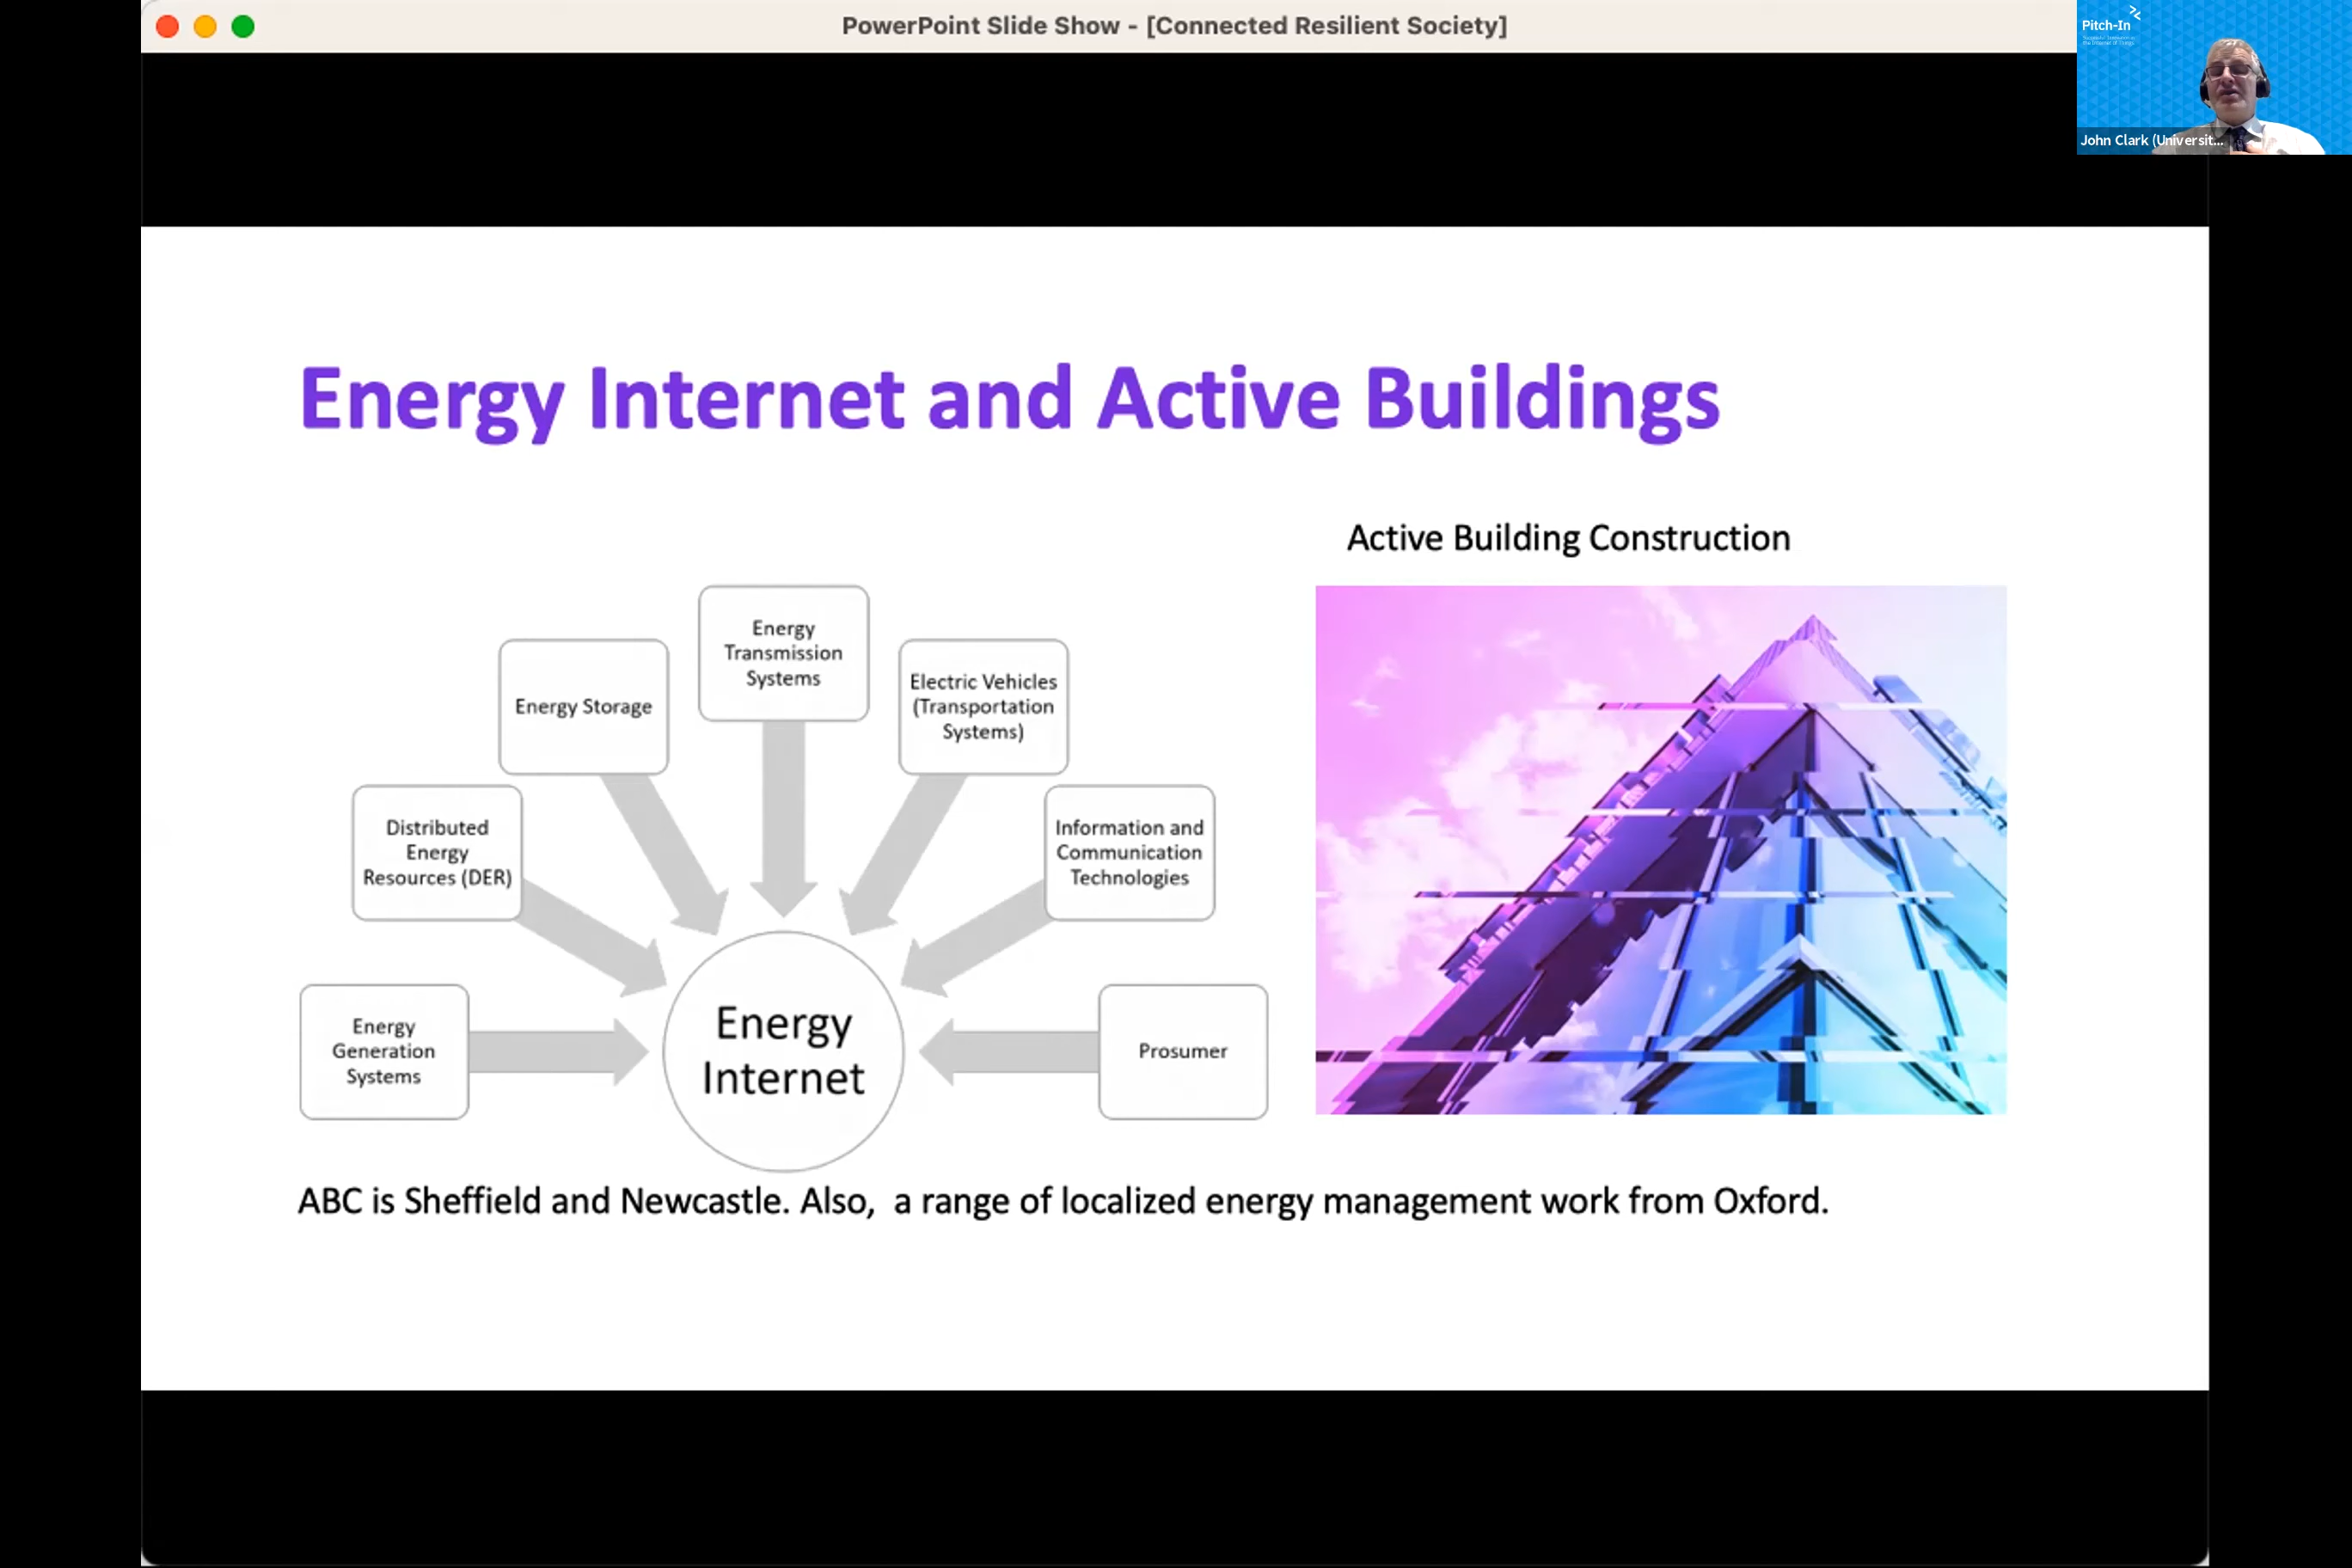 PowerPoint Slide Show - [Connected Resilient Society]
Pitch-In
John Clark (Universit...
Energy Internet and Active Buildings
Active Building Construction
Energy
Transmission
Systems
Energy Storage
Electric Vehicles
(Transportation
Systems)
Distributed
Energy
Resources (DER)
Information and
Communication
Technologies
Energy
Generation
Systems
Energy
Internet
Prosumer
ABC is Sheffield and Newcastle. Also,  a range of localized energy management work from Oxford.